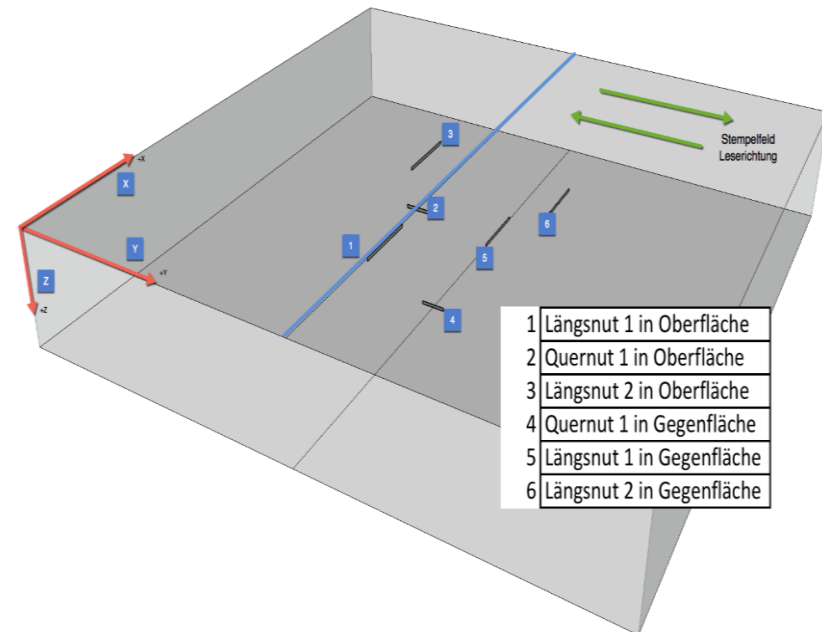 Stempelfeld
Leserichtung
3
+X
X
2
1
Y
6
5
Z
+Y
+Z
4
1 Längsnut 1 in Oberfläche
2 Quernut 1 in Oberfläche
3 Längsnut 2 in Oberfläche
4 Quernut 1 in Gegenfläche
5 Längsnut 1 in Gegenfläche
6 Längsnut 2 in Gegenfläche